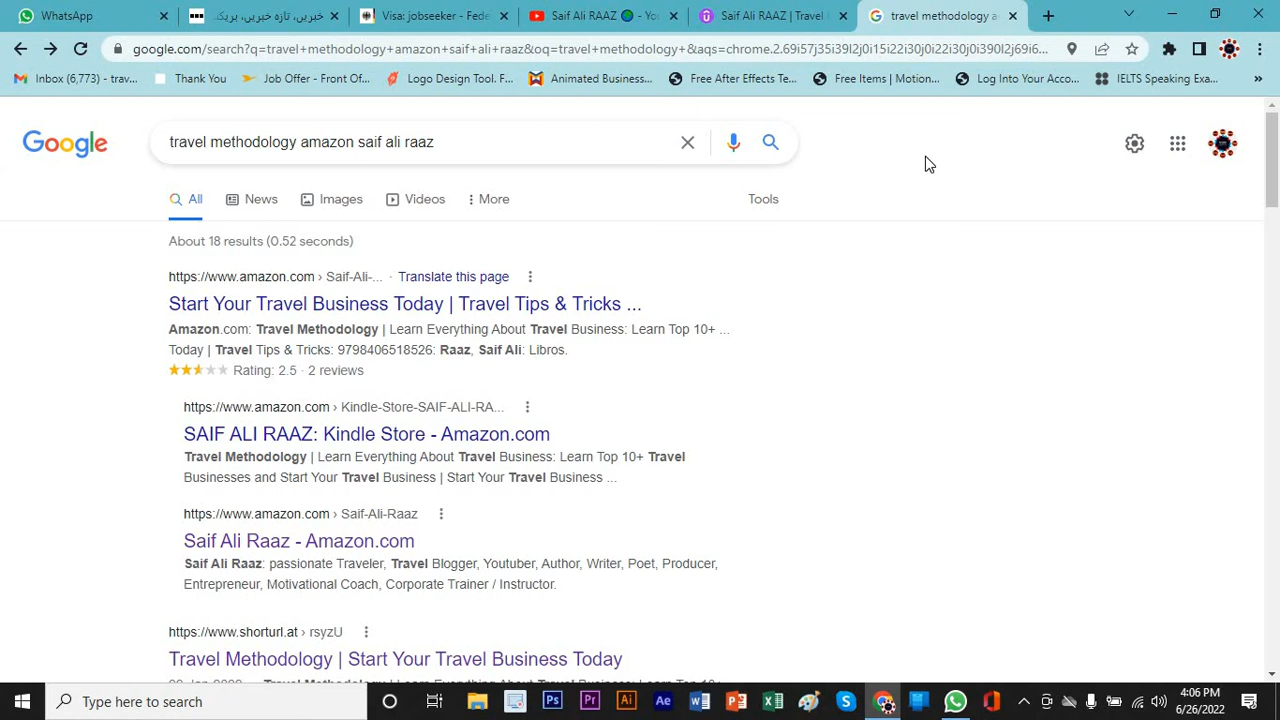 WhatsApp
خبریں، تازہ خبریں، بریک...
Visa: jobseeker - Fede
Saif Ali RAAZ - Yo
Saif Ali RAAZ | Travel
travel methodology a
google.com/search?q=travel+methodology+amazon+saif+ali+raaz&oq=travel+methodology+&aqs=chrome.2.69i57j35i39l2j0i15i22i30j0i22i30j0i390l2j69i6...
Inbox (6,773) - trav...
Thank You
Job Offer - Front Of...
Logo Design Tool. F...
Animated Business...
Free After Effects Te...
Free Items | Motion...
Log Into Your Acco...
IELTS Speaking Exa...
»
Google
travel methodology amazon saif ali raaz
All
News
Images
Videos
More
Tools
About 18 results (0.52 seconds)
https://www.amazon.com › Saif-Ali-... · Translate this page
Start Your Travel Business Today | Travel Tips & Tricks ...
Amazon.com: Travel Methodology | Learn Everything About Travel Business: Learn Top 10+ ...
Today | Travel Tips & Tricks: 9798406518526: Raaz, Saif Ali: Libros.
Rating: 2.5 · 2 reviews
https://www.amazon.com › Kindle-Store-SAIF-ALI-RA...
SAIF ALI RAAZ: Kindle Store - Amazon.com
Travel Methodology | Learn Everything About Travel Business: Learn Top 10+ Travel
Businesses and Start Your Travel Business | Start Your Travel Business ...
https://www.amazon.com › Saif-Ali-Raaz
Saif Ali Raaz - Amazon.com
Saif Ali Raaz: passionate Traveler, Travel Blogger, Youtuber, Author, Writer, Poet, Producer,
Entrepreneur, Motivational Coach, Corporate Trainer / Instructor.
https://www.shorturl.at › rsyzU
Travel Methodology | Start Your Travel Business Today
Type here to search
Ps
Pr
Ai
Ae
4:06 PM
6/26/2022